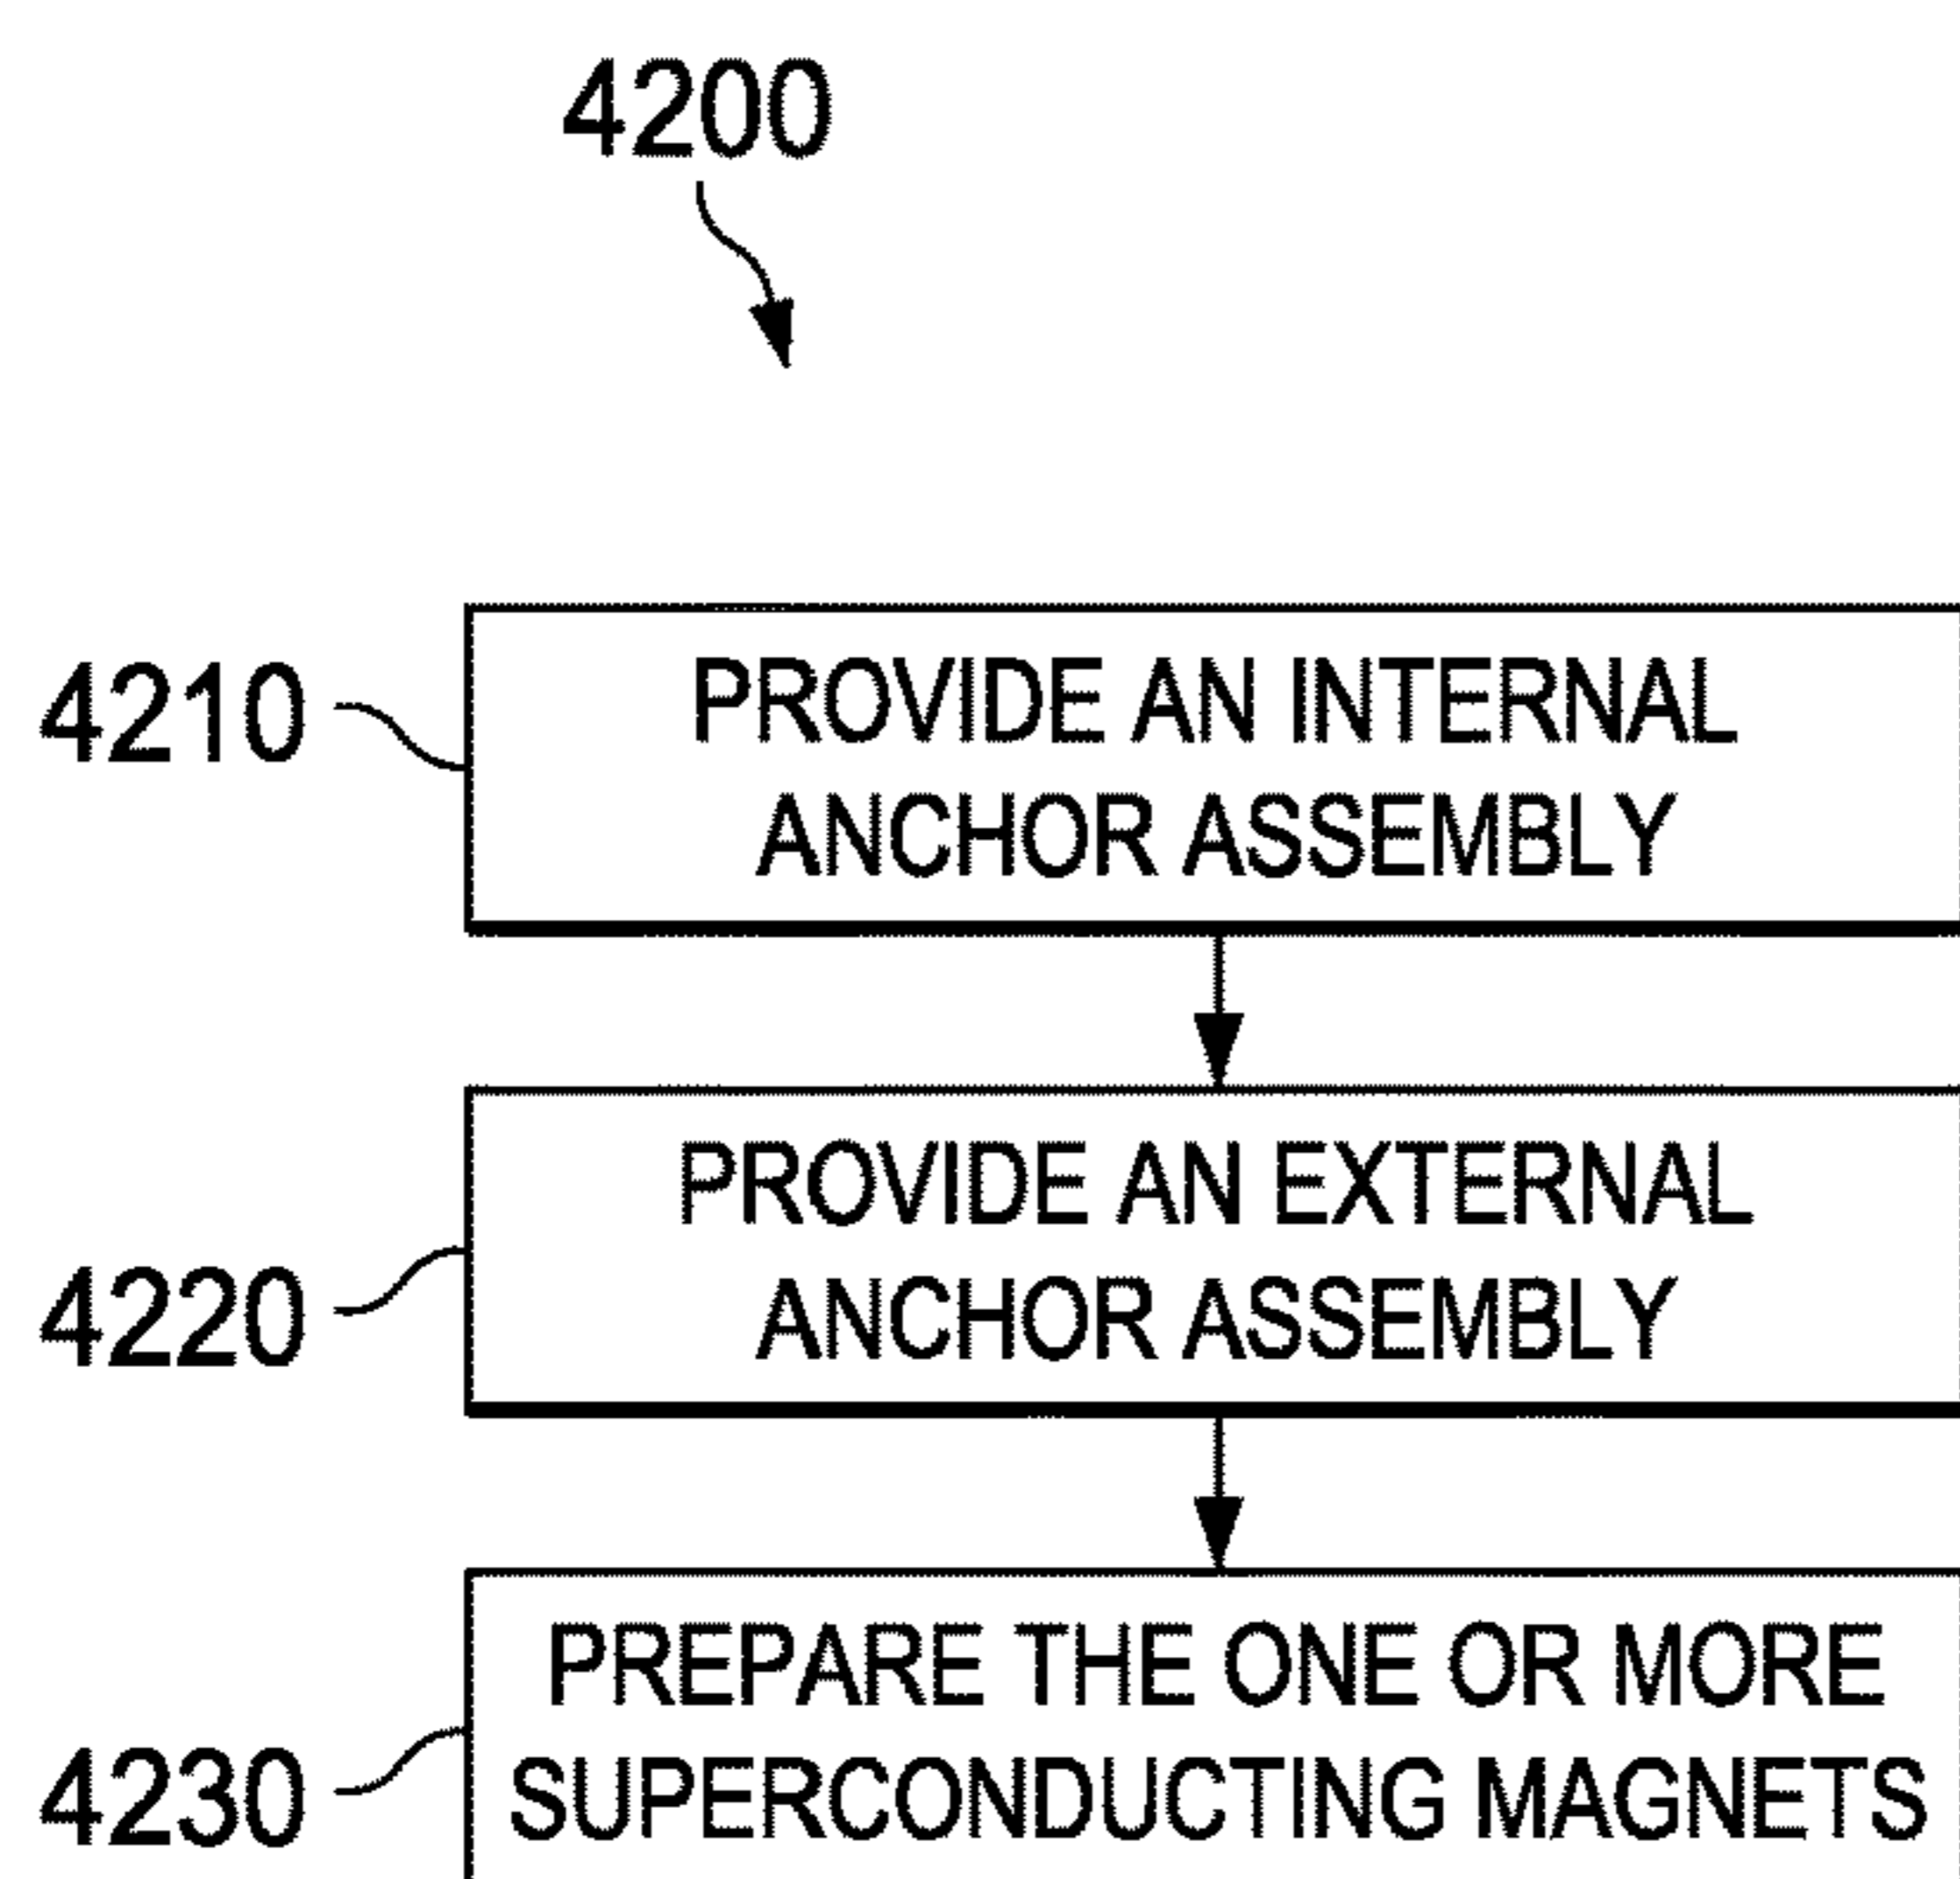 4200
4210
PROVIDE AN INTERNAL
ANCHOR ASSEMBLY
4220
PROVIDE AN EXTERNAL
ANCHOR ASSEMBLY
4230
PREPARE THE ONE OR MORE
SUPERCONDUCTING MAGNETS